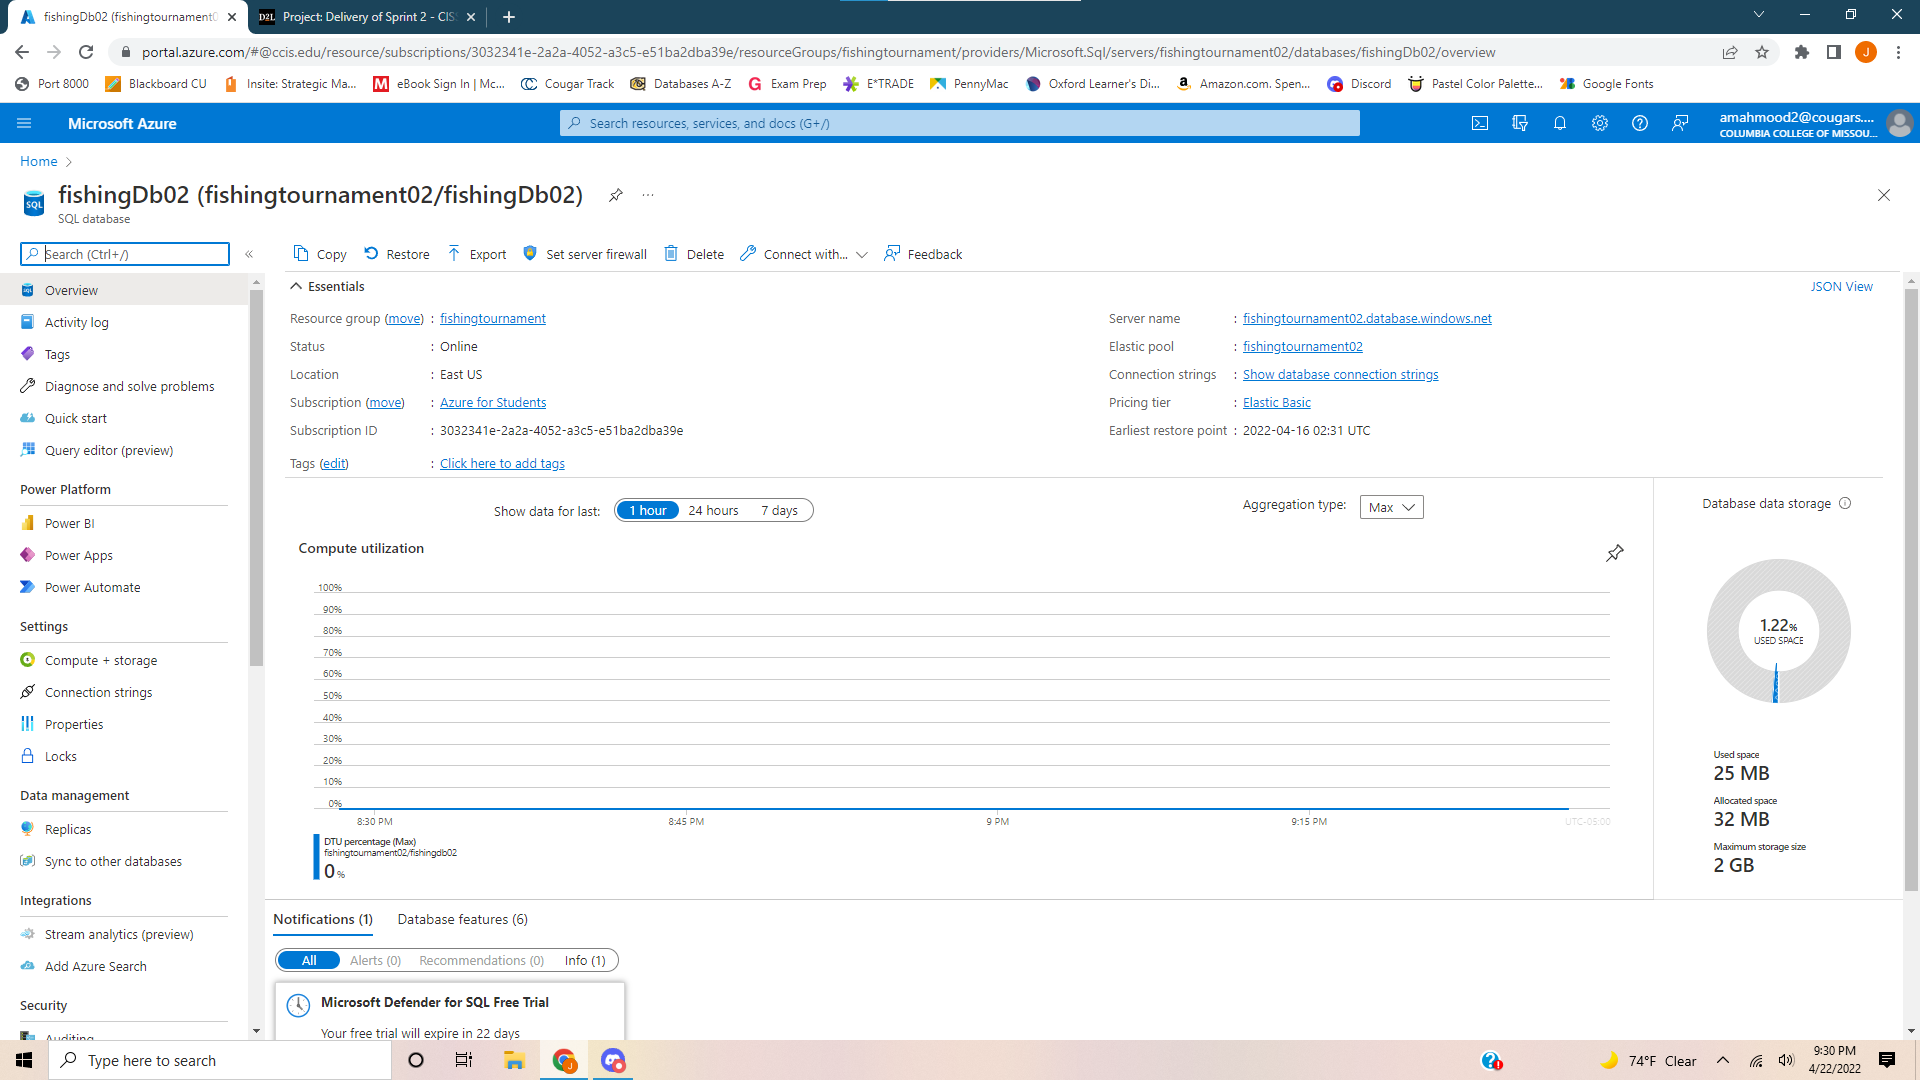 fishingDb02 (fishingtournament0
Project: Delivery of Sprint 2 - CIS
portal.azure.com/#@ccis.edu/resource/subscriptions/3032341e-2a2a-4052-a3c5-e51ba2dba39e/resourceGroups/fishingtournament/providers/Microsoft.Sql/servers/fishingtournament02/databases/fishingDb02/overview
J
Port 8000 Blackboard CU Insite: Strategic Ma... eBook Sign In | Mc... Cougar Track Databases A-Z Exam Prep E*TRADE PennyMac Oxford Learner's Di... Amazon.com. Spen... Discord Pastel Color Palette... Google Fonts
Microsoft Azure
Search resources, services, and docs (G+/)
amahmood2@cougars....
COLUMBIA COLLEGE OF MISSOU...
Home
fishingDb02 (fishingtournament02/fishingDb02)
SQL database
Search (Ctrl+/)
Copy Restore Export Set server firewall Delete Connect with... Feedback
Overview
Activity log
Tags
Diagnose and solve problems
Quick start
Query editor (preview)
Power Platform
Power BI
Power Apps
Power Automate
Settings
Compute + storage
Connection strings
Properties
Locks
Data management
Replicas
Sync to other databases
Integrations
Stream analytics (preview)
Add Azure Search
Security
Auditing
Essentials
JSON View
Resource group (move) : fishingtournament
Status : Online
Location : East US
Subscription (move) : Azure for Students
Subscription ID : 3032341e-2a2a-4052-a3c5-e51ba2dba39e
Tags (edit) : Click here to add tags
Server name : fishingtournament02.database.windows.net
Elastic pool : fishingtournament02
Connection strings : Show database connection strings
Pricing tier : Elastic Basic
Earliest restore point : 2022-04-16 02:31 UTC
Show data for last: 1 hour 24 hours 7 days
Aggregation type: Max
Compute utilization
100%
90%
80%
70%
60%
50%
40%
30%
20%
10%
0%
8:30 PM 8:45 PM 9 PM 9:15 PM UTC-05:00
DTU percentage (Max)
fishingtournament02/fishingdb02
0 %
Database data storage
1.22%
USED SPACE
Used space
25 MB
Allocated space
32 MB
Maximum storage size
2 GB
Notifications (1) Database features (6)
All Alerts (0) Recommendations (0) Info (1)
Microsoft Defender for SQL Free Trial
Your free trial will expire in 22 days
Type here to search
74°F Clear
9:30 PM
4/22/2022